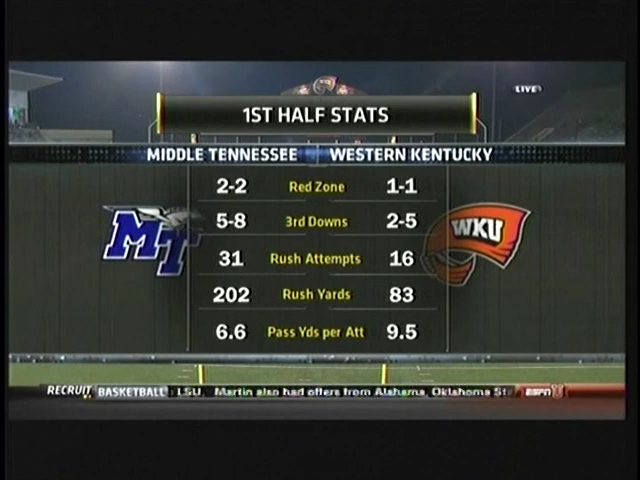 LIVE
1ST HALF STATS
MIDDLE TENNESSEE WESTERN KENTUCKY
2-2 Red Zone 1-1
5-8 3rd Downs 2-5
MT WKU
31 Rush Attempts 16
202 Rush Yards 83
6.6 Pass Yds per Att 9.5
RECRUIT BASKETBALL LSU. Martin also had offers from Alabama, Oklahoma St ESPNU